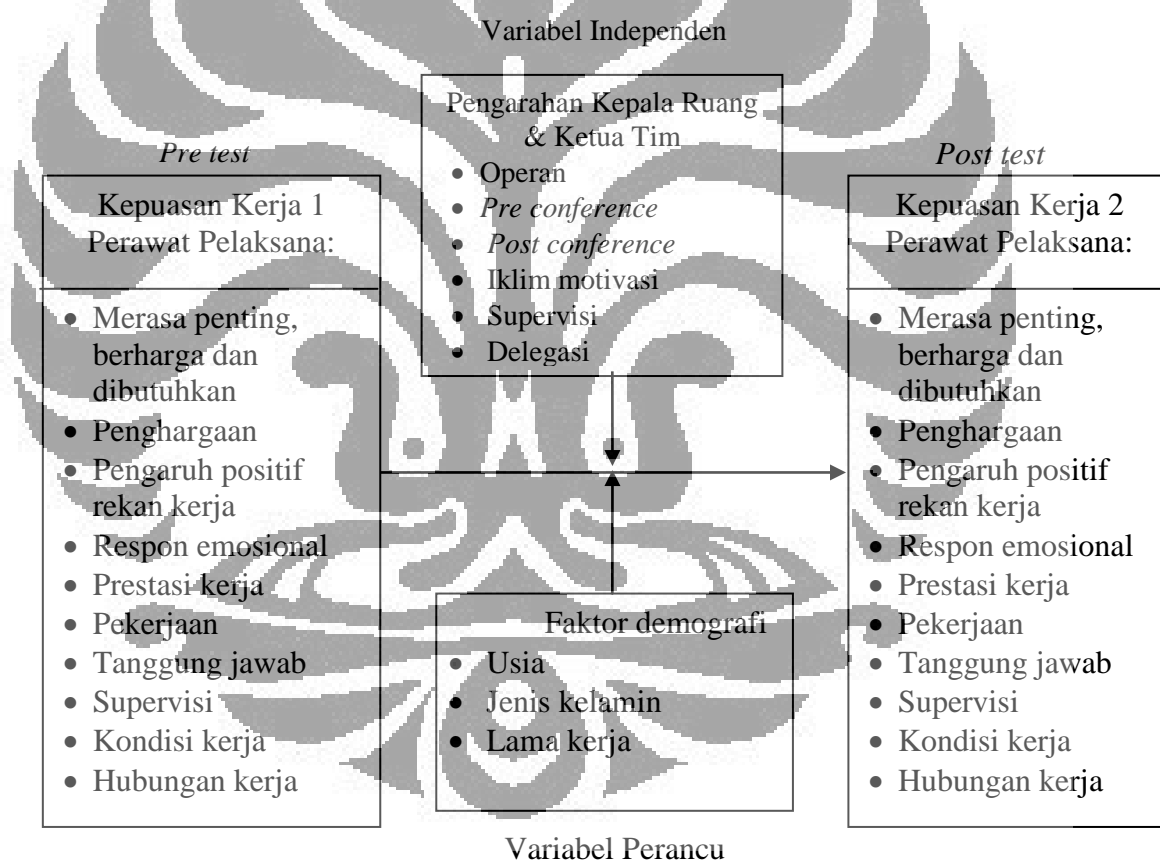 Variabel Independen
Pengarahan Kepala Ruang
& Ketua Tim
• Operan
• Pre conference
• Post conference
• Iklim motivasi
• Supervisi
• Delegasi
Pre test
Kepuasan Kerja 1
Perawat Pelaksana:
• Merasa penting,
berharga dan
dibutuhkan
• Penghargaan
• Pengaruh positif
rekan kerja
• Respon emosional
• Prestasi kerja
• Pekerjaan
• Tanggung jawab
• Supervisi
• Kondisi kerja
• Hubungan kerja
Post test
Kepuasan Kerja 2
Perawat Pelaksana:
• Merasa penting,
berharga dan
dibutuhkan
• Penghargaan
• Pengaruh positif
rekan kerja
• Respon emosional
• Prestasi kerja
• Pekerjaan
• Tanggung jawab
• Supervisi
• Kondisi kerja
• Hubungan kerja
Faktor demografi
• Usia
• Jenis kelamin
• Lama kerja
Variabel Perancu